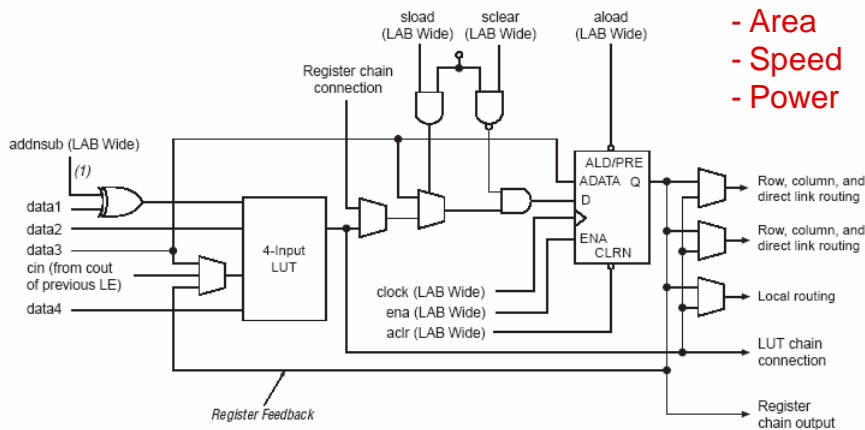 sload
(LAB Wide)
sclear
(LAB Wide)
aload
(LAB Wide)
- Area
- Speed
- Power
Register chain
connection
addnsub (LAB Wide)
(1)
data1
data2
data3
cin (from cout
of previous LE)
data4
4-Input
LUT
ALD/PRE
ADATA Q
D
ENA
CLRN
clock (LAB Wide)
ena (LAB Wide)
aclr (LAB Wide)
Row, column, and
direct link routing
Row, column, and
direct link routing
Local routing
LUT chain
connection
Register
chain output
Register Feedback